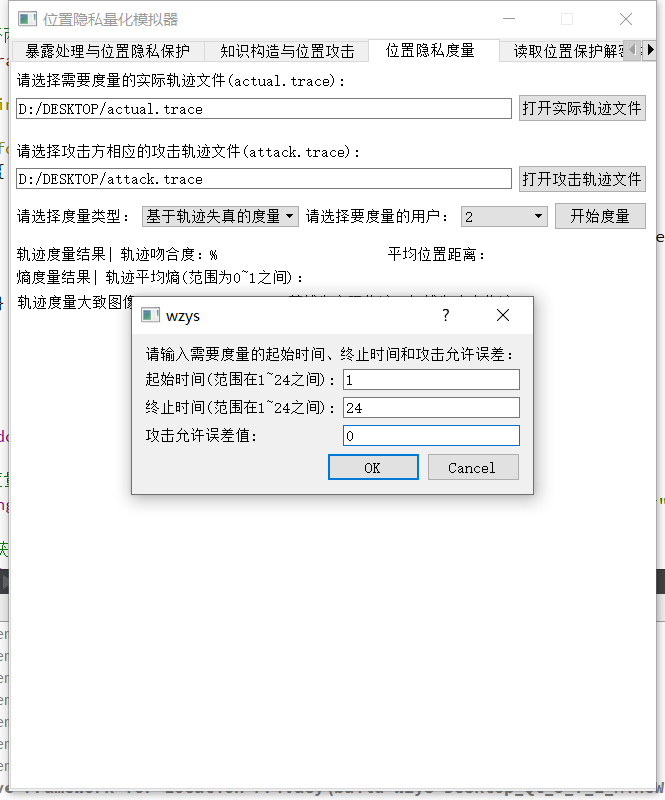 位置隐私量化模拟器
暴露处理与位置隐私保护 知识构造与位置攻击 位置隐私度量 读取位置保护解密
请选择需要度量的实际轨迹文件(actual.trace):
D:/DESKTOP/actual.trace 打开实际轨迹文件
请选择攻击方相应的攻击轨迹文件(attack.trace):
D:/DESKTOP/attack.trace 打开攻击轨迹文件
请选择度量类型: 基于轨迹失真的度量 请选择要度量的用户: 2 开始度量
轨迹度量结果| 轨迹吻合度: % 平均位置距离:
熵度量结果| 轨迹平均熵(范围为0~1之间):
轨迹度量大致图像
wzys ?
请输入需要度量的起始时间、终止时间和攻击允许误差:
起始时间(范围在1~24之间): 1
终止时间(范围在1~24之间): 24
攻击允许误差值: 0
OK Cancel